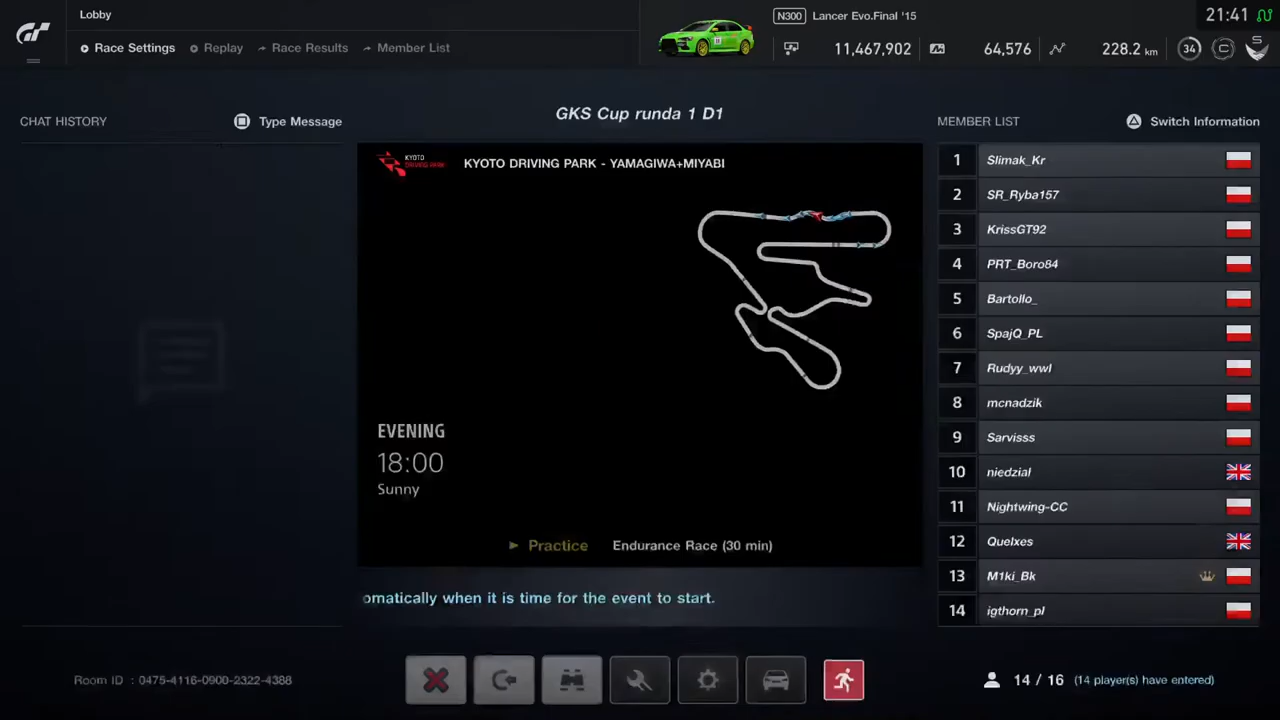 Lobby
Race Settings
Replay
Race Results
Member List
N300 Lancer Evo.Final '15
11,467,902
64,576
228.2 km
21:41
34
C
S
CHAT HISTORY
Type Message
GKS Cup runda 1 D1
MEMBER LIST
Switch Information
KYOTO
DRIVING PARK
KYOTO DRIVING PARK - YAMAGIWA+MIYABI
EVENING
18:00
Sunny
Practice
Endurance Race (30 min)
omatically when it is time for the event to start.
1 Slimak_Kr
2 SR_Ryba157
3 KrissGT92
4 PRT_Boro84
5 Bartollo_
6 SpajQ_PL
7 Rudyy_wwl
8 mcnadzik
9 Sarvisss
10 niedzial
11 Nightwing-CC
12 Quelxes
13 M1ki_Bk
14 igthorn_pl
Room ID : 0475-4116-0900-2322-4388
14 / 16 (14 player(s) have entered)